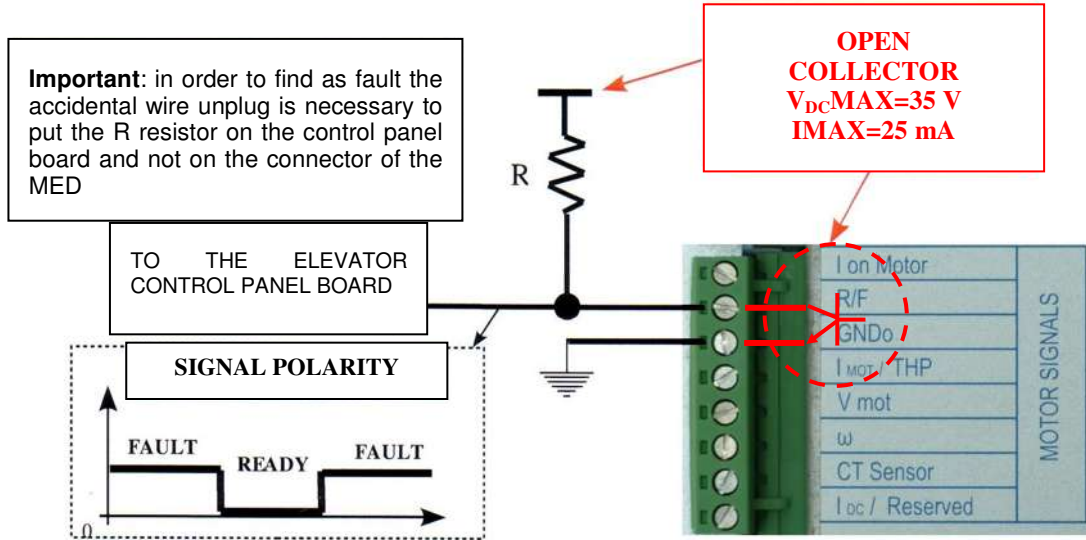 Important: in order to find as fault the
accidental wire unplug is necessary to
put the R resistor on the control panel
board and not on the connector of the
MED
OPEN
COLLECTOR
VDCMAX=35 V
IMAX=25 mA
R
TO THE ELEVATOR
CONTROL PANEL BOARD
SIGNAL POLARITY
FAULT
READY
FAULT
0
I on Motor
R/F
GNDo
I MOT / THP
V mot
ω
CT Sensor
I DC / Reserved
MOTOR SIGNALS